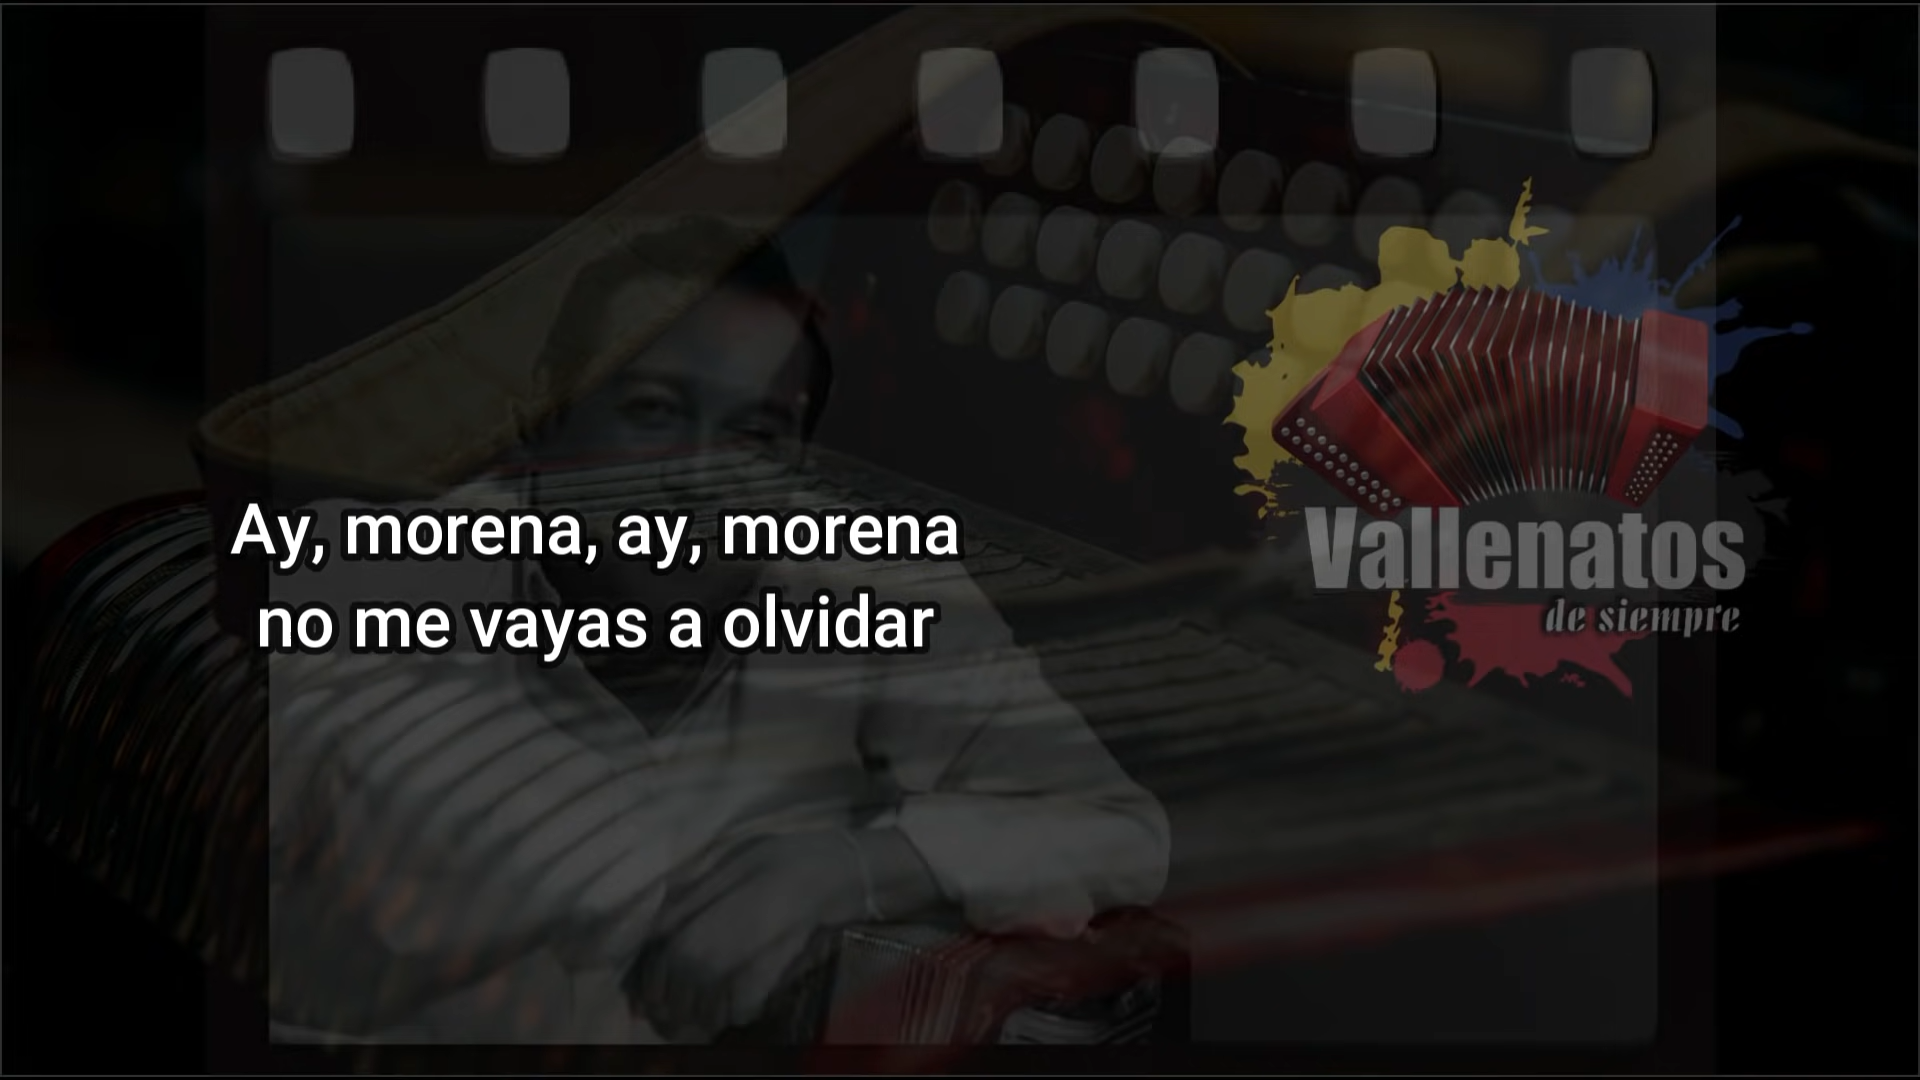 Ay, morena, ay, morena
no me vayas a olvidar
Vallenatos
de siempre